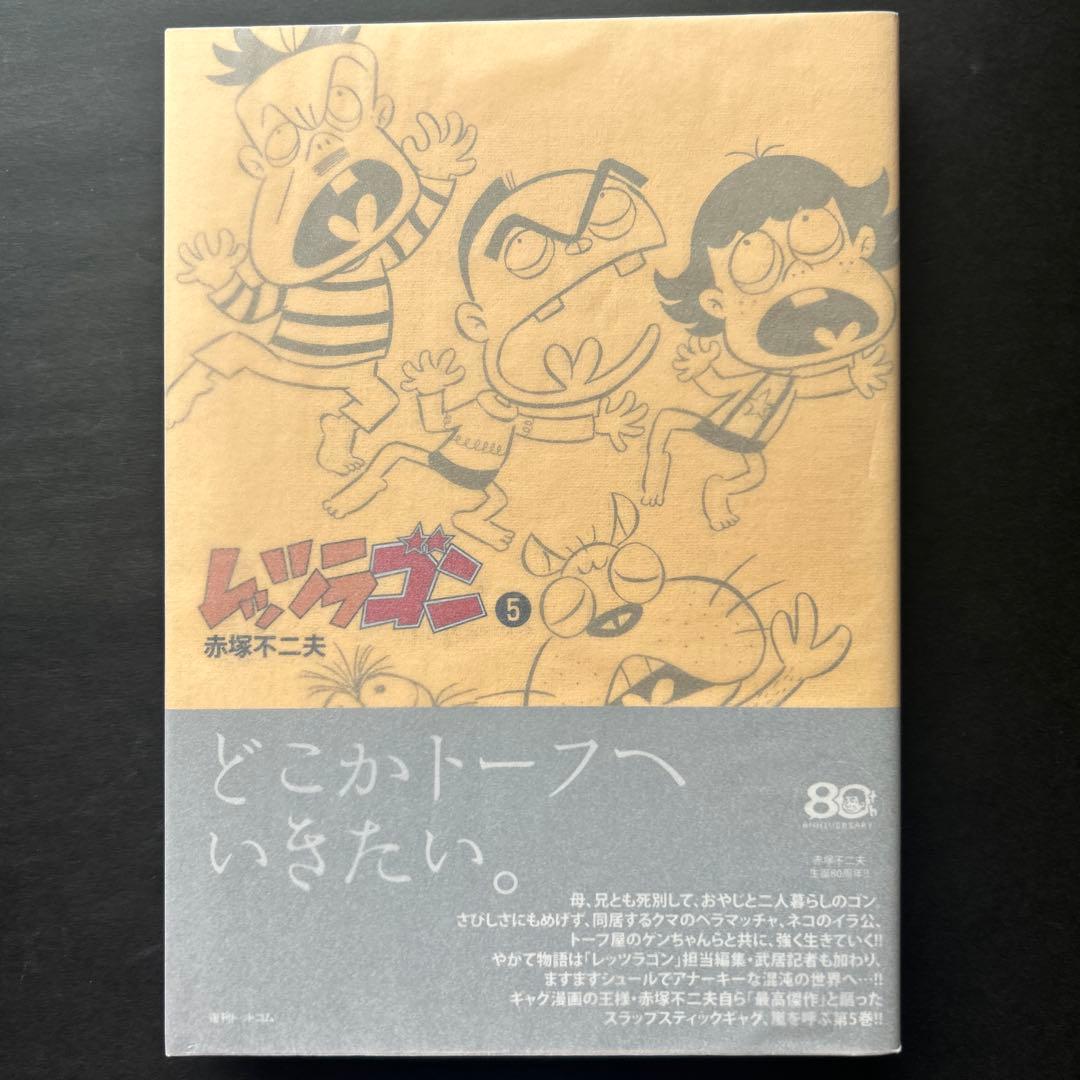 レッツラゴン 5
赤塚不二夫
どこかトーフへ
いきたい。
80th
ANNIVERSARY
赤塚不二夫
生誕80周年!!
母、兄とも死別して、おやじと二人暮らしのゴン。
さびしさにもめげず、同居するクマのベラマッチャ、ネコのイラ公、
トーフ屋のゲンちゃんらと共に、強く生きていく!!
やがて物語は「レッツラゴン」担当編集・武居記者も加わり、
ますますシュールでアナーキーな混沌の世界へ…!!
ギャグ漫画の王様・赤塚不二夫自ら「最高傑作」と謳った
スラップスティックギャグ、嵐を呼ぶ第5巻!!
復刊ドットコム